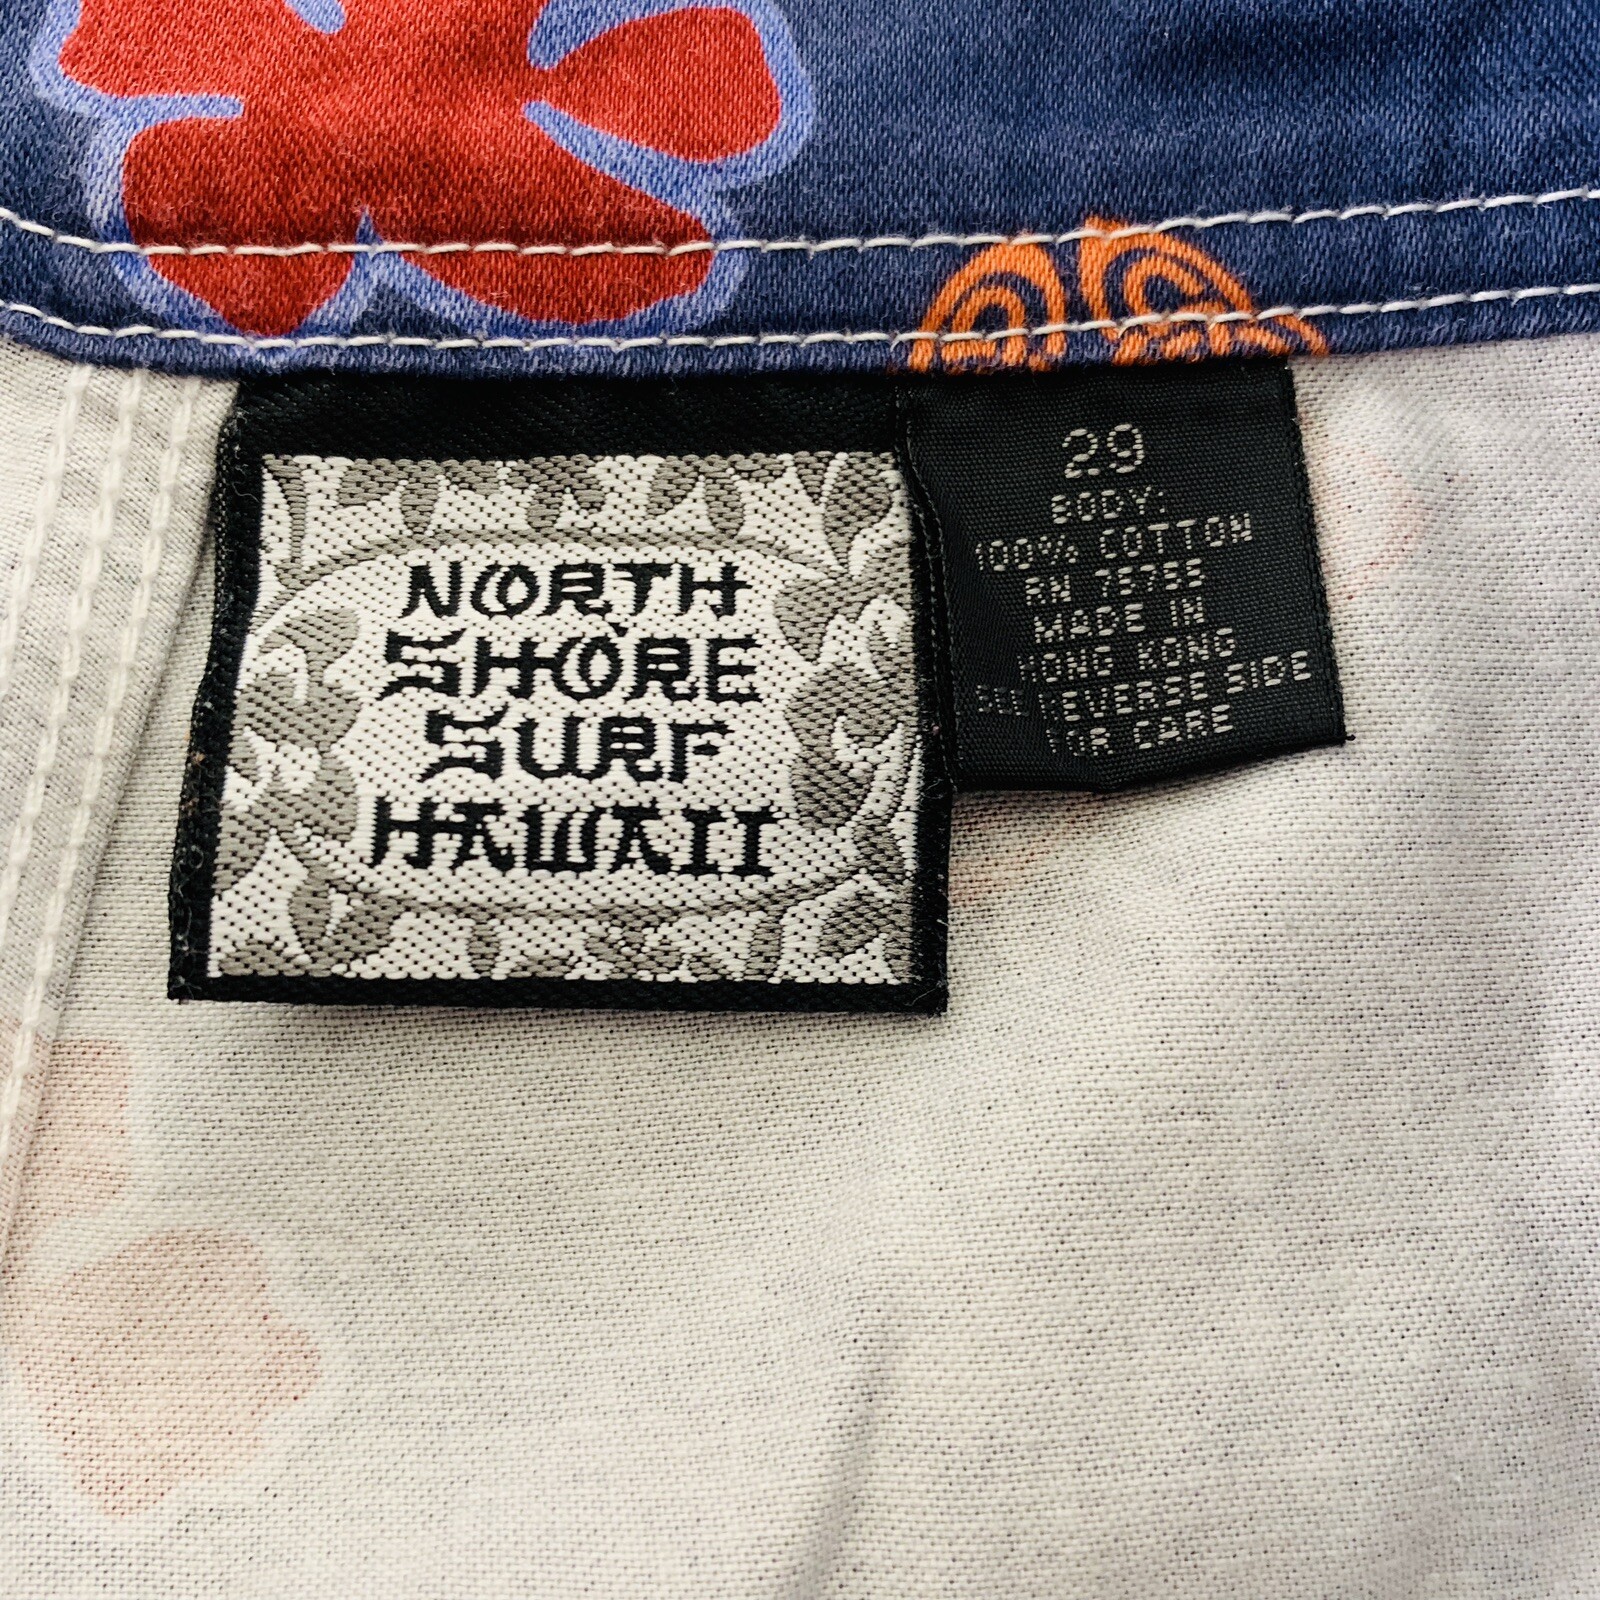 NORTH
SHORE
SURF
HAWAII
29
BODY:
100% COTTON
RN 75755
MADE IN
HONG KONG
SEE REVERSE SIDE
FOR CARE